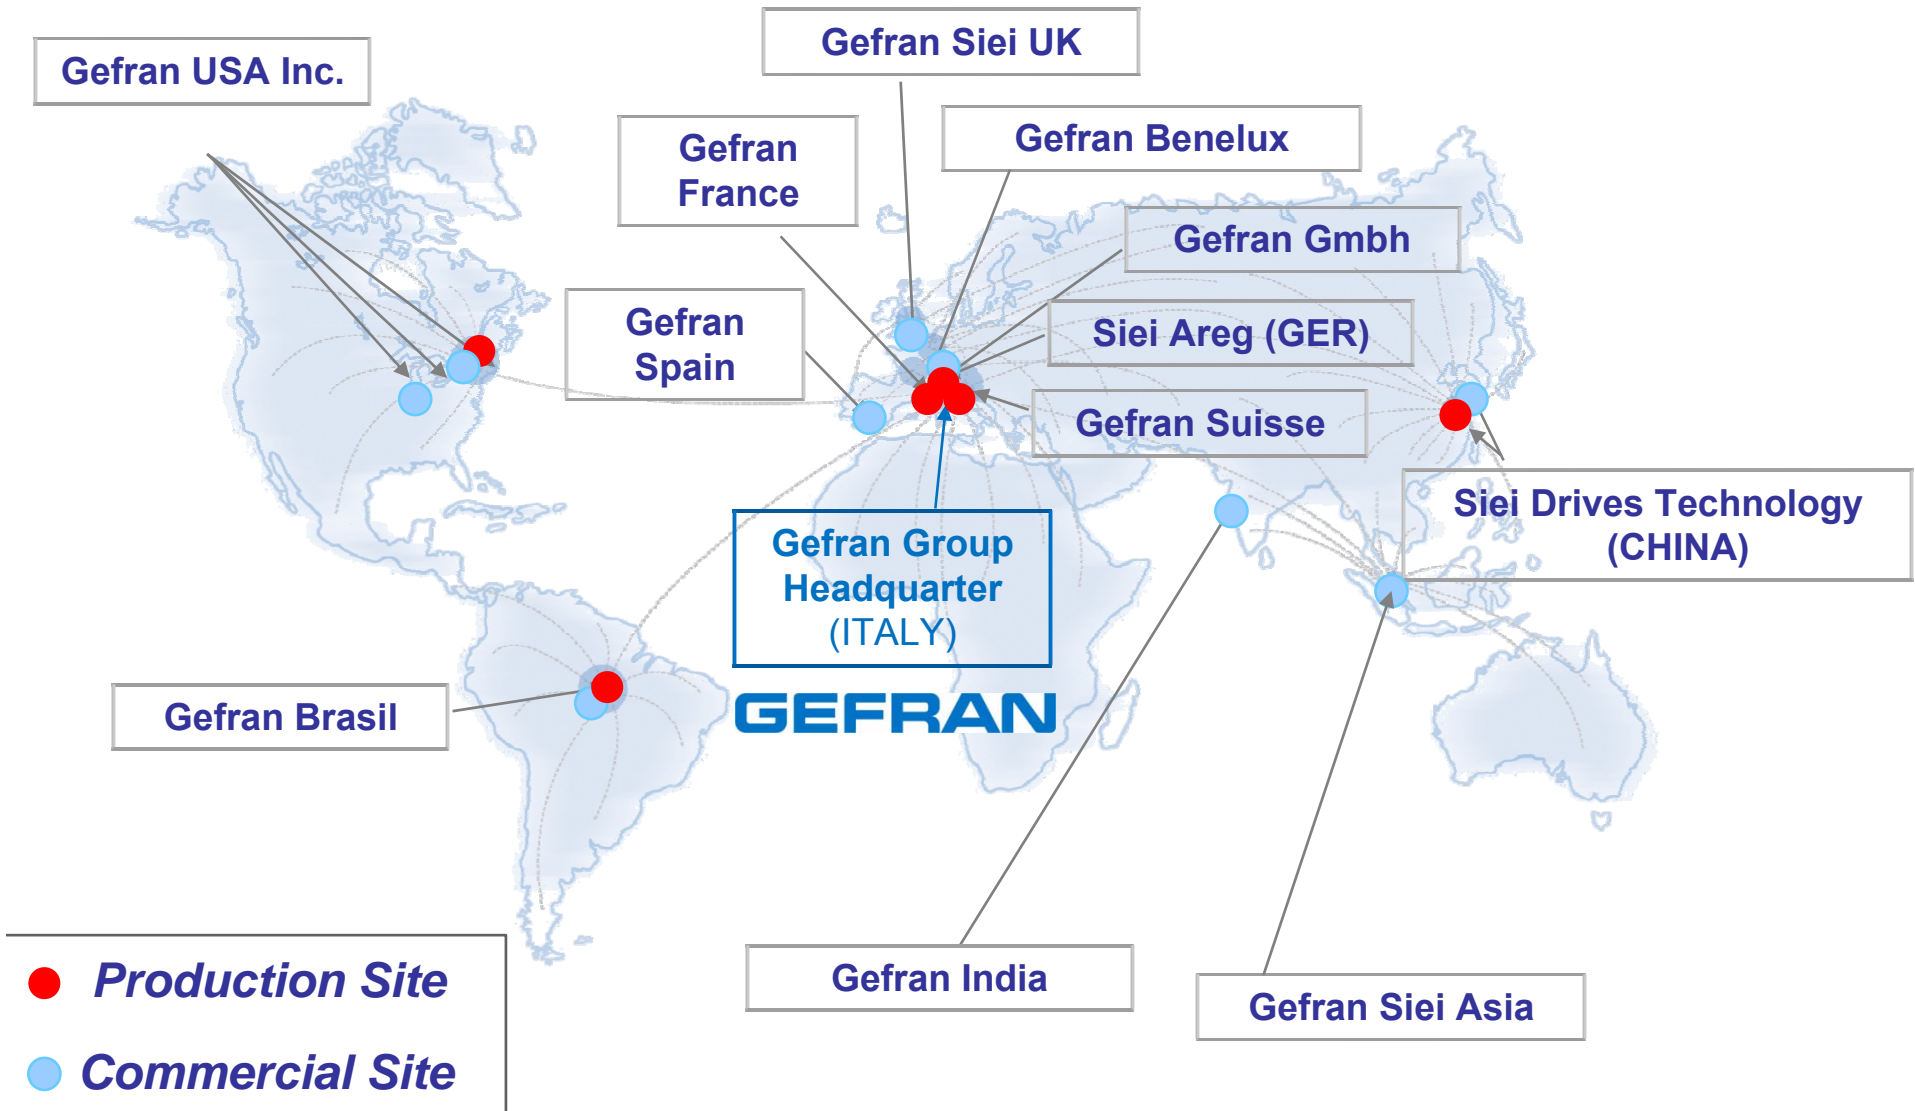 Gefran Siei UK
Gefran USA Inc.
Gefran Benelux
Gefran
France
Gefran Gmbh
Gefran
Spain
Siei Areg (GER)
Gefran Suisse
Siei Drives Technology
(CHINA)
Gefran Group
Headquarter
(ITALY)
GEFRAN
Gefran Brasil
Gefran India
Gefran Siei Asia
Production Site
Commercial Site